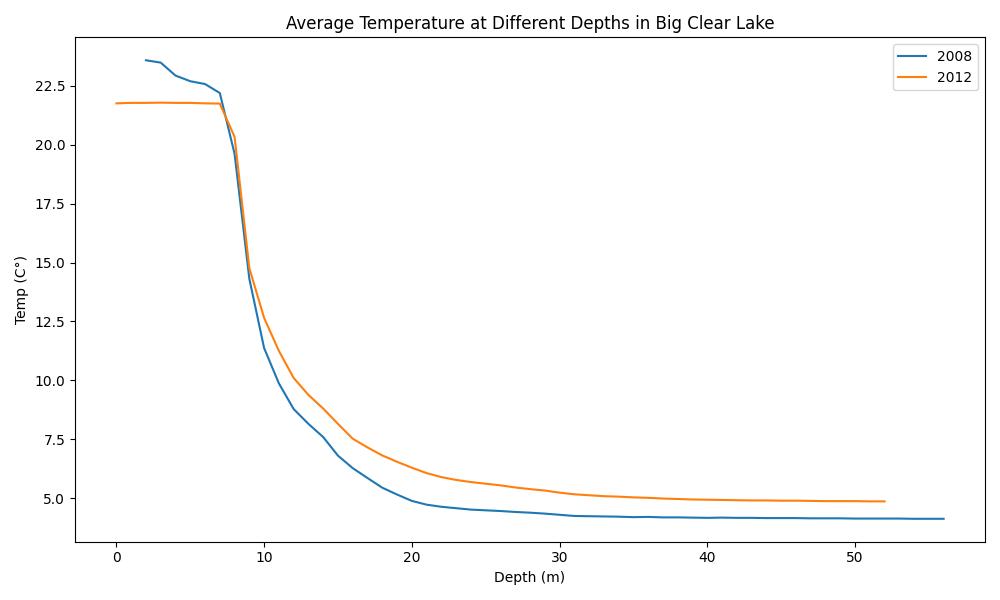 Average Temperature at Different Depths in Big Clear Lake
2008
2012
Temp (C°)
22.5
20.0
17.5
15.0
12.5
10.0
7.5
5.0
0 10 20 30 40 50
Depth (m)